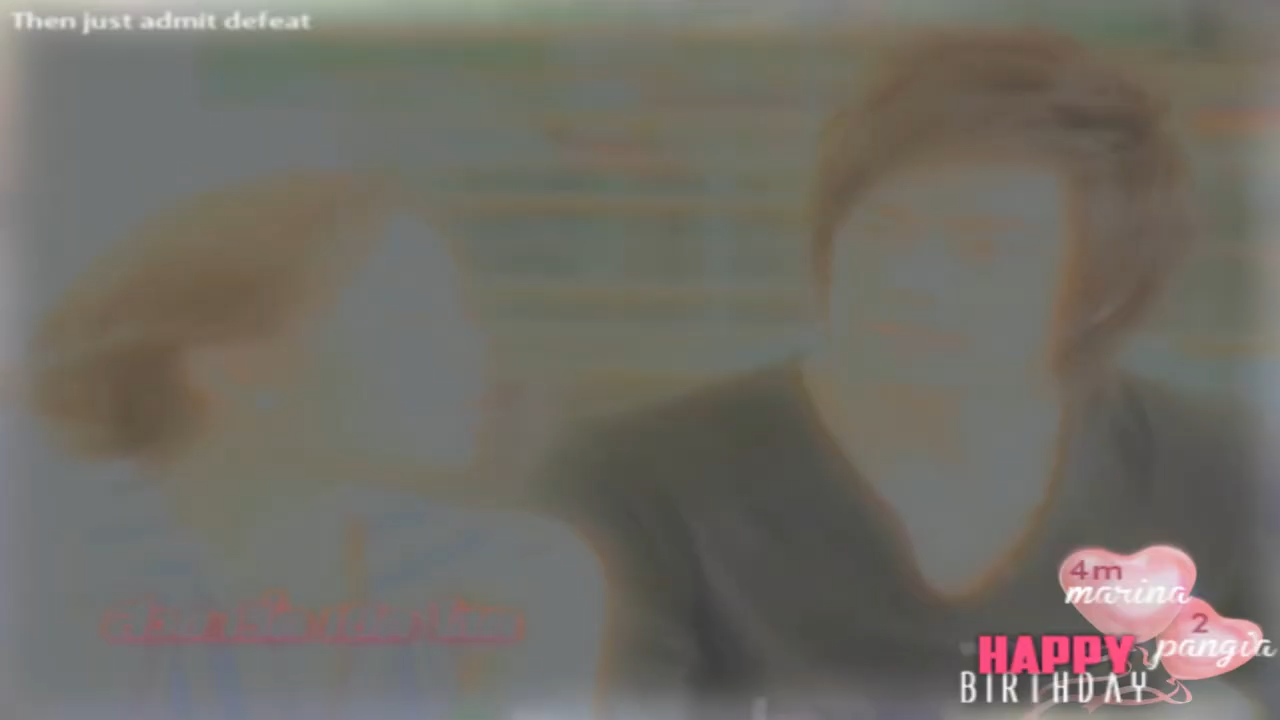 Then just admit defeat
4m
marina
2
pangia
HAPPY
BIRTHDAY